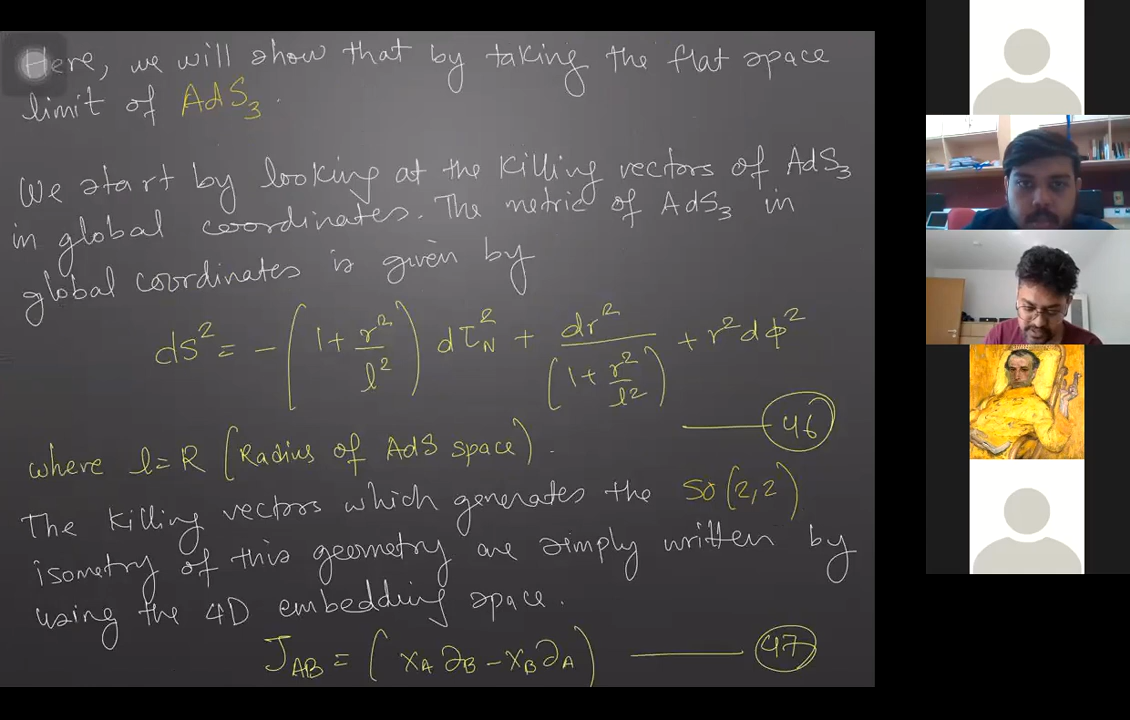 Here, we will show that by taking the flat space
limit of AdS₃.
We start by looking at the Killing vectors of AdS₃
in global coordinates. The metric of AdS₃ in
global coordinates is given by
ds² = - (1 + r²/l²) dτ_N² + dr²/(1 + r²/l²) + r² dϕ² —— 46
where l = R (Radius of AdS space).
The Killing vectors which generates the SO(2,2)
isometry of this geometry are simply written by
using the 4D embedding space.
J_AB = (X_A ∂_B - X_B ∂_A) —— 47